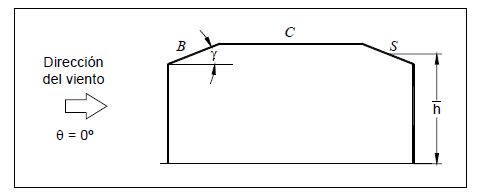 B
C
S
γ
Dirección
del viento
θ = 0º
h̅